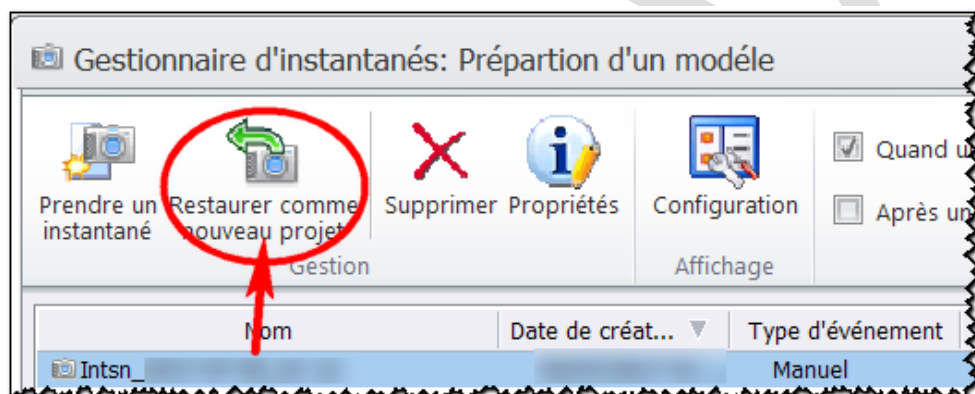 Gestionnaire d'instantanés: Prépartion d'un modéle
Prendre un instantané
Restaurer comme nouveau projet
Supprimer
Propriétés
Configuration
Quand
Après un
Gestion
Affichage
Nom
Date de créat...
Type d'événement
Intsn_
Manuel